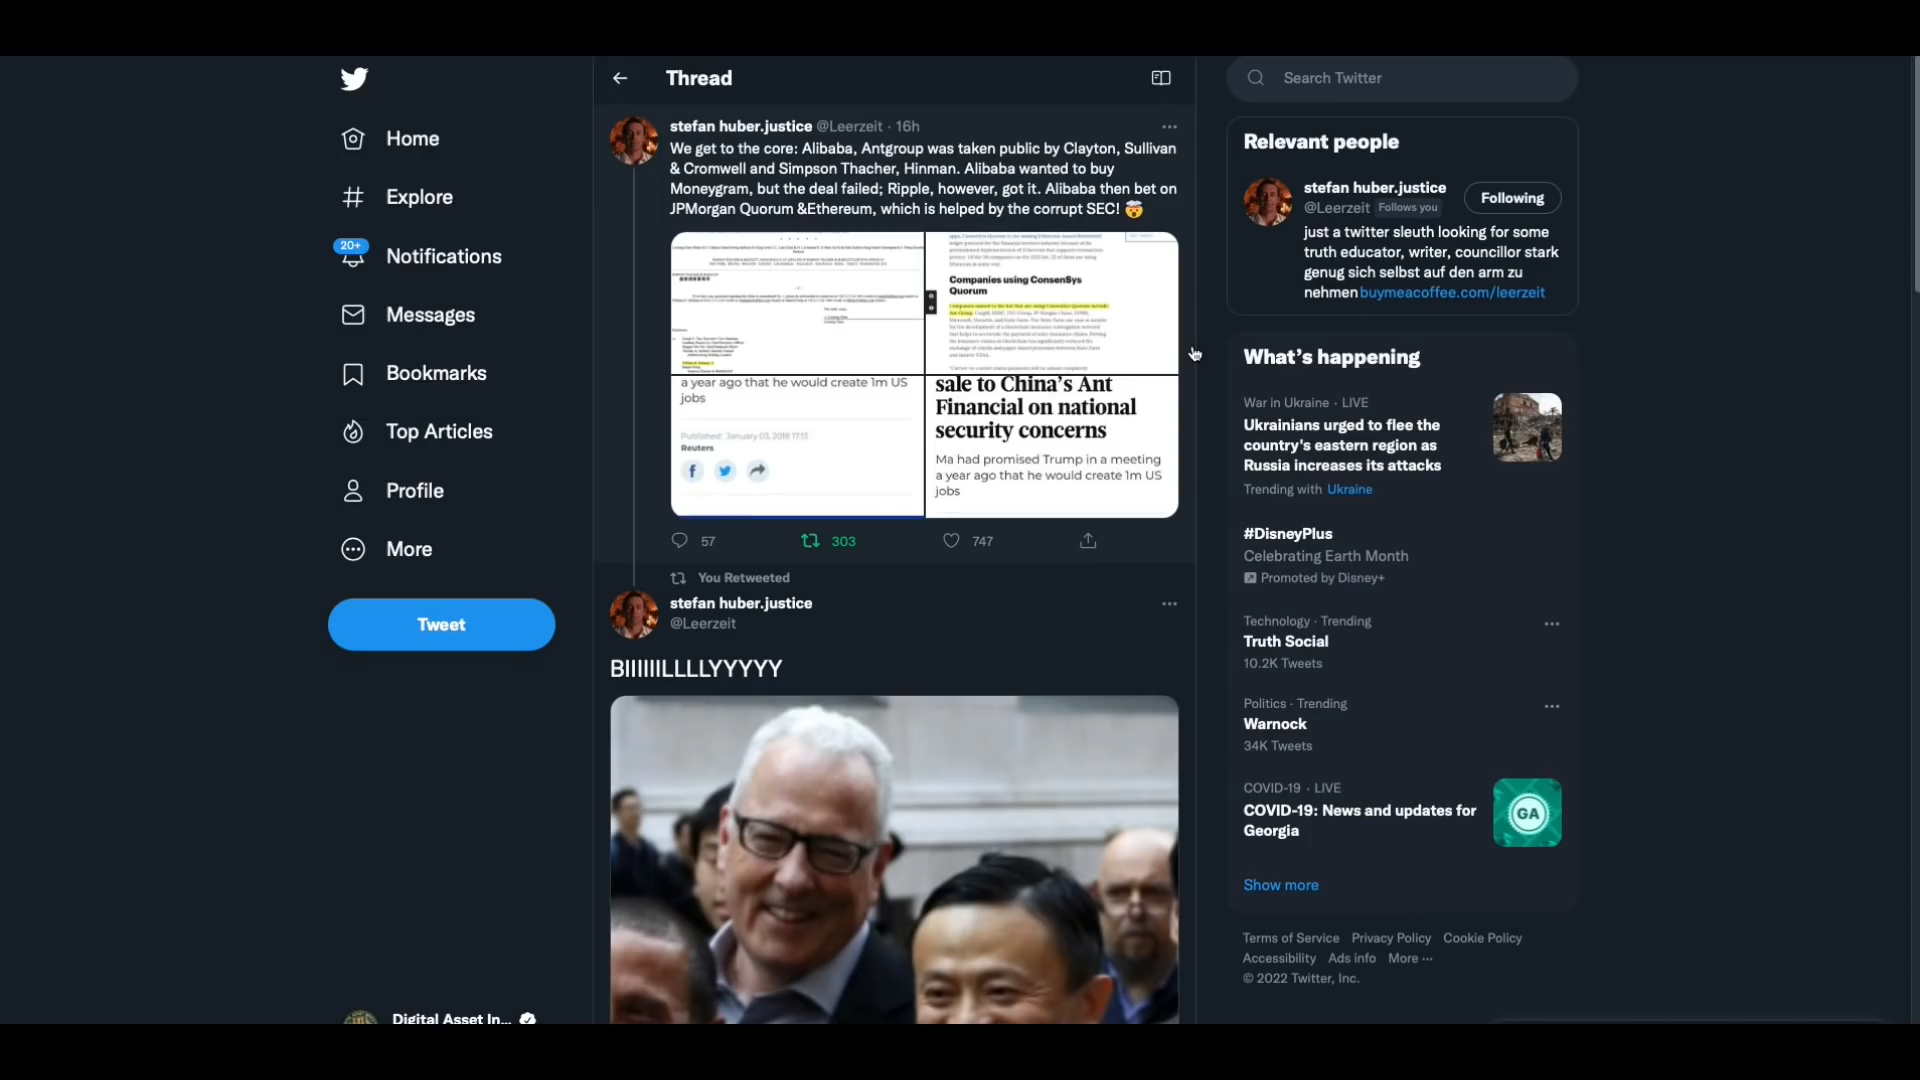 Home
Explore
20+
Notifications
Messages
Bookmarks
Top Articles
Profile
More
Tweet
Digital Asset In...
Thread
stefan huber.justice @Leerzeit · 16h
We get to the core: Alibaba, Antgroup was taken public by Clayton, Sullivan
& Cromwell and Simpson Thacher, Hinman. Alibaba wanted to buy
Moneygram, but the deal failed; Ripple, however, got it. Alibaba then bet on
JPMorgan Quorum &Ethereum, which is helped by the corrupt SEC! 🤯
Companies using ConsenSys
Quorum
a year ago that he would create 1m US
jobs
Published: January 03, 2018 17:13
Reuters
sale to China's Ant
Financial on national
security concerns
Ma had promised Trump in a meeting
a year ago that he would create 1m US
jobs
57
303
747
You Retweeted
stefan huber.justice
@Leerzeit
BIIIIIILLLLYYYYY
Search Twitter
Relevant people
stefan huber.justice
@Leerzeit Follows you
Following
just a twitter sleuth looking for some
truth educator, writer, councillor stark
genug sich selbst auf den arm zu
nehmen buymeacoffee.com/leerzeit
What's happening
War in Ukraine · LIVE
Ukrainians urged to flee the
country's eastern region as
Russia increases its attacks
Trending with Ukraine
#DisneyPlus
Celebrating Earth Month
Promoted by Disney+
Technology · Trending
Truth Social
10.2K Tweets
Politics · Trending
Warnock
34K Tweets
COVID-19 · LIVE
COVID-19: News and updates for
Georgia
GA
Show more
Terms of Service Privacy Policy Cookie Policy
Accessibility Ads info More ···
© 2022 Twitter, Inc.